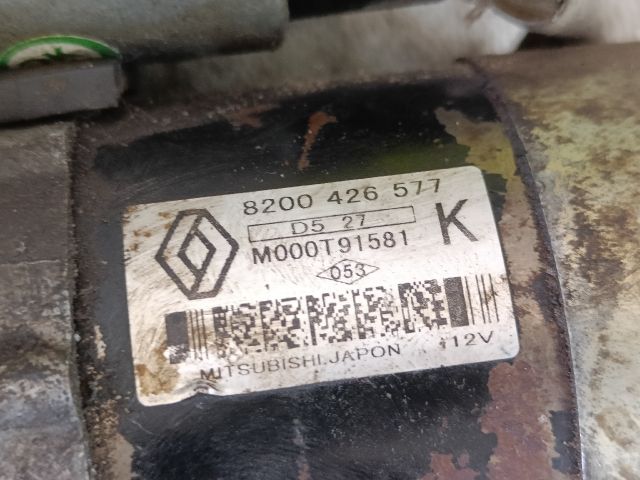 8200 426 577
D5 27
M000T91581 K
053
MITSUBISHI.JAPON 12V